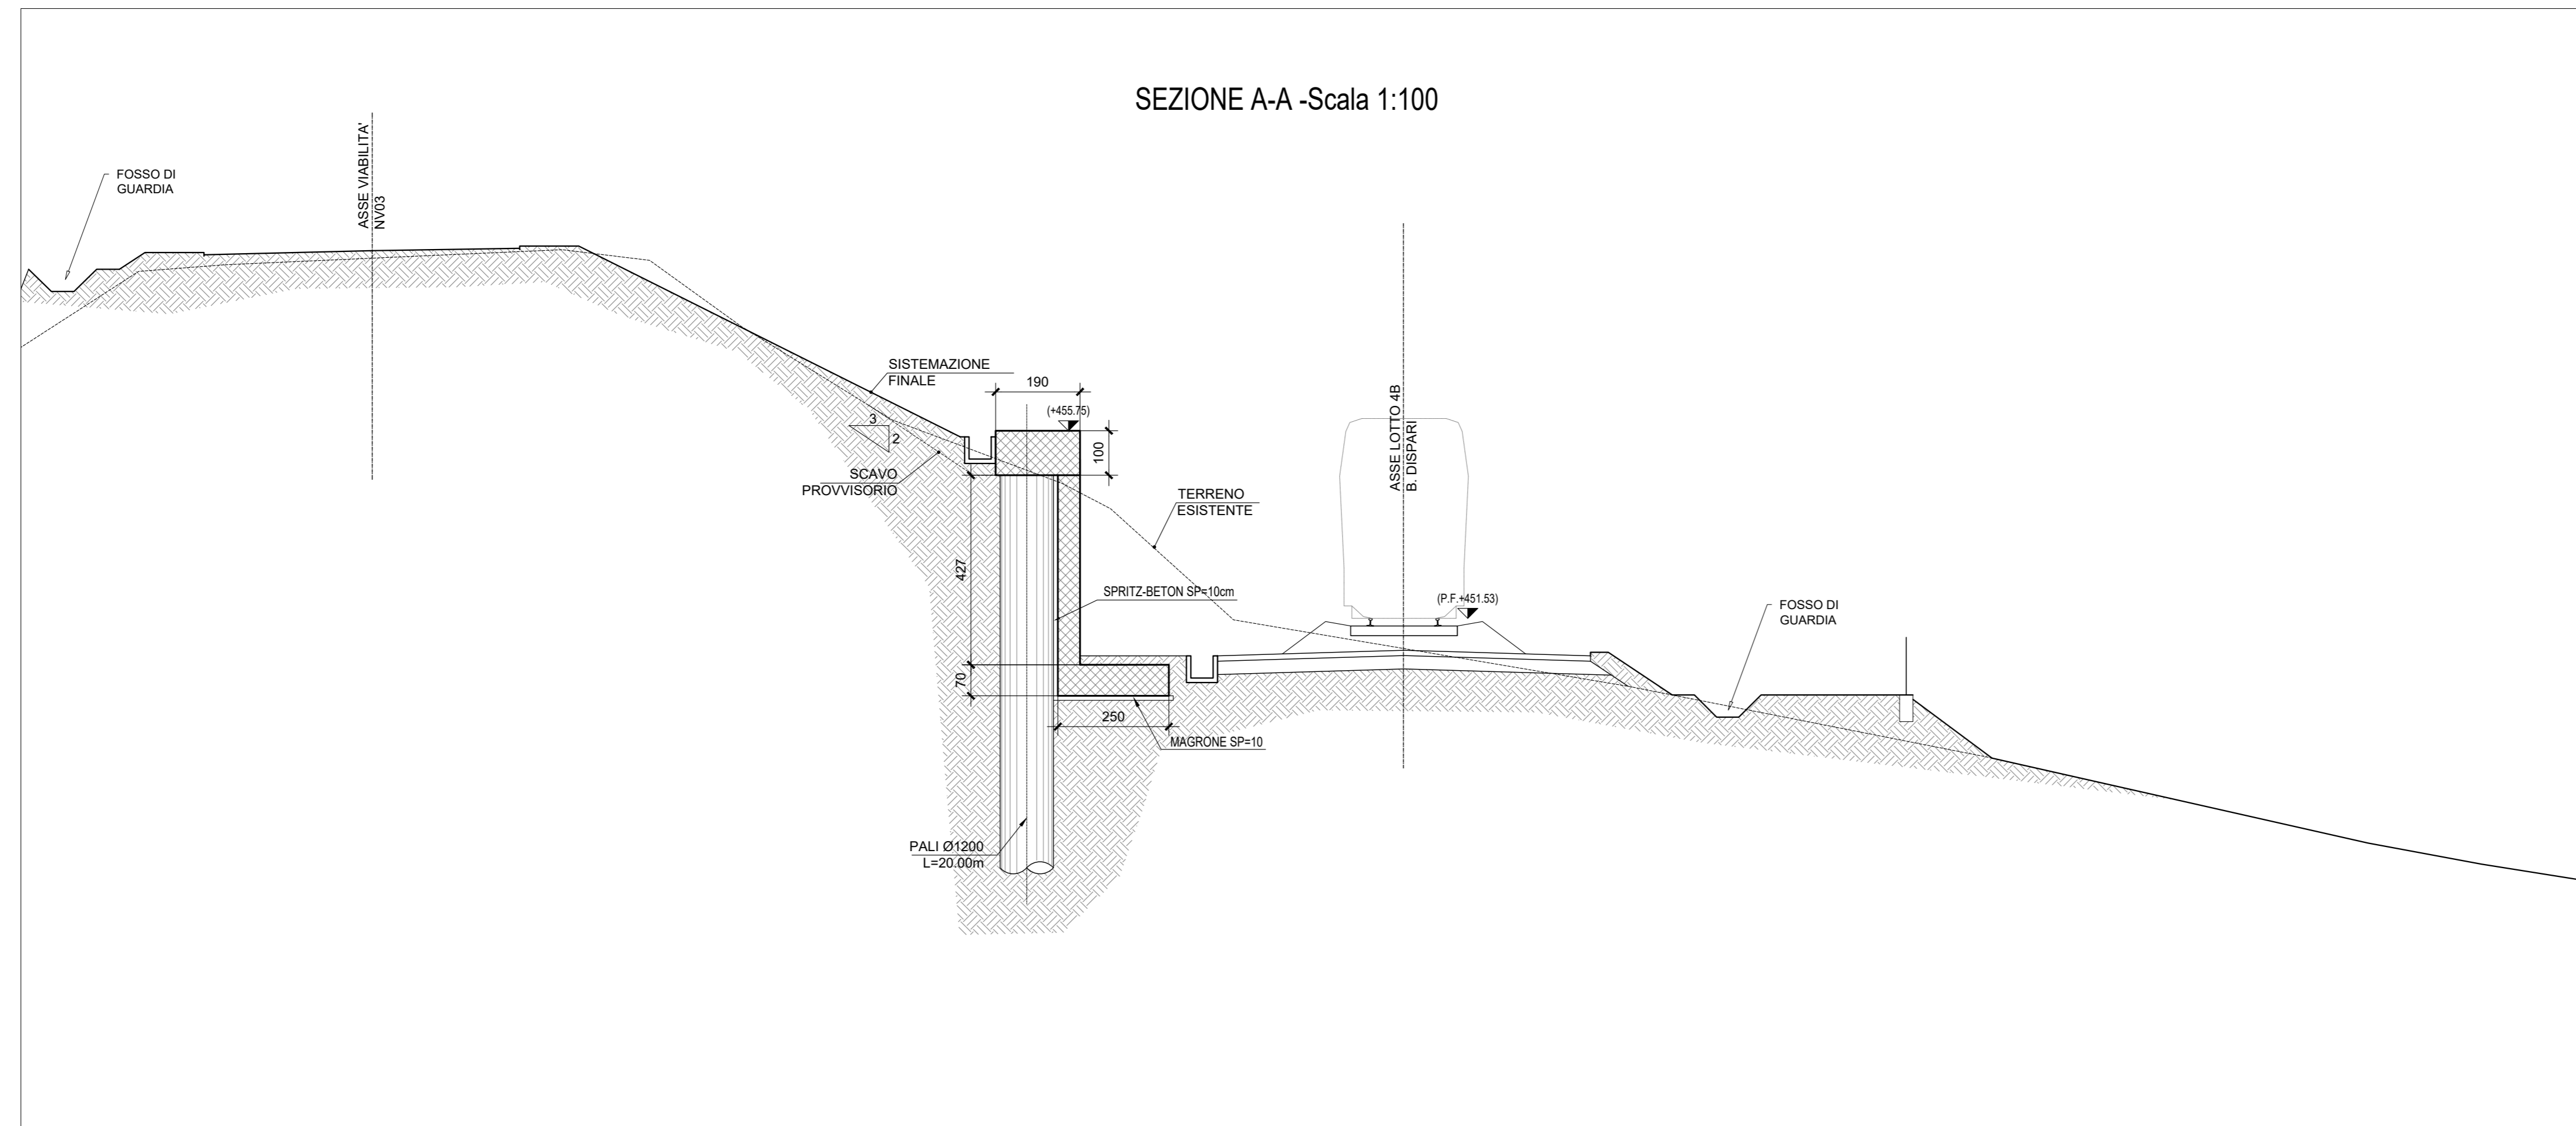 SEZIONE A-A -Scala 1:100
FOSSO DI
GUARDIA
ASSE VIABILITA'
NV03
SISTEMAZIONE
FINALE
3
2
SCAVO
PROVVISORIO
190
(+455.75)
100
427
70
250
TERRENO
ESISTENTE
SPRITZ-BETON SP=10cm
MAGRONE SP=10
PALI Ø1200
L=20.00m
ASSE LOTTO 4B
B. DISPARI
(P.F.+451.53)
FOSSO DI
GUARDIA